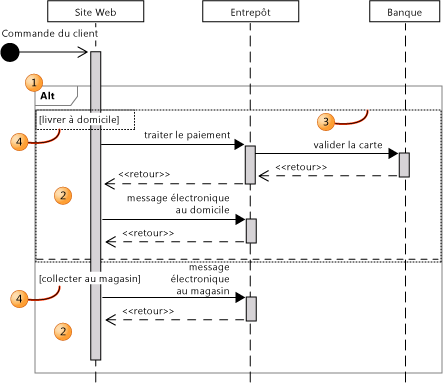 Site Web
Entrepôt
Banque
Commande du client
1
Alt
[livrer à domicile]
3
4
traiter le paiement
valider la carte
<<retour>>
<<retour>>
2
message électronique
au domicile
<<retour>>
[collecter au magasin]
message
électronique
au magasin
4
<<retour>>
2